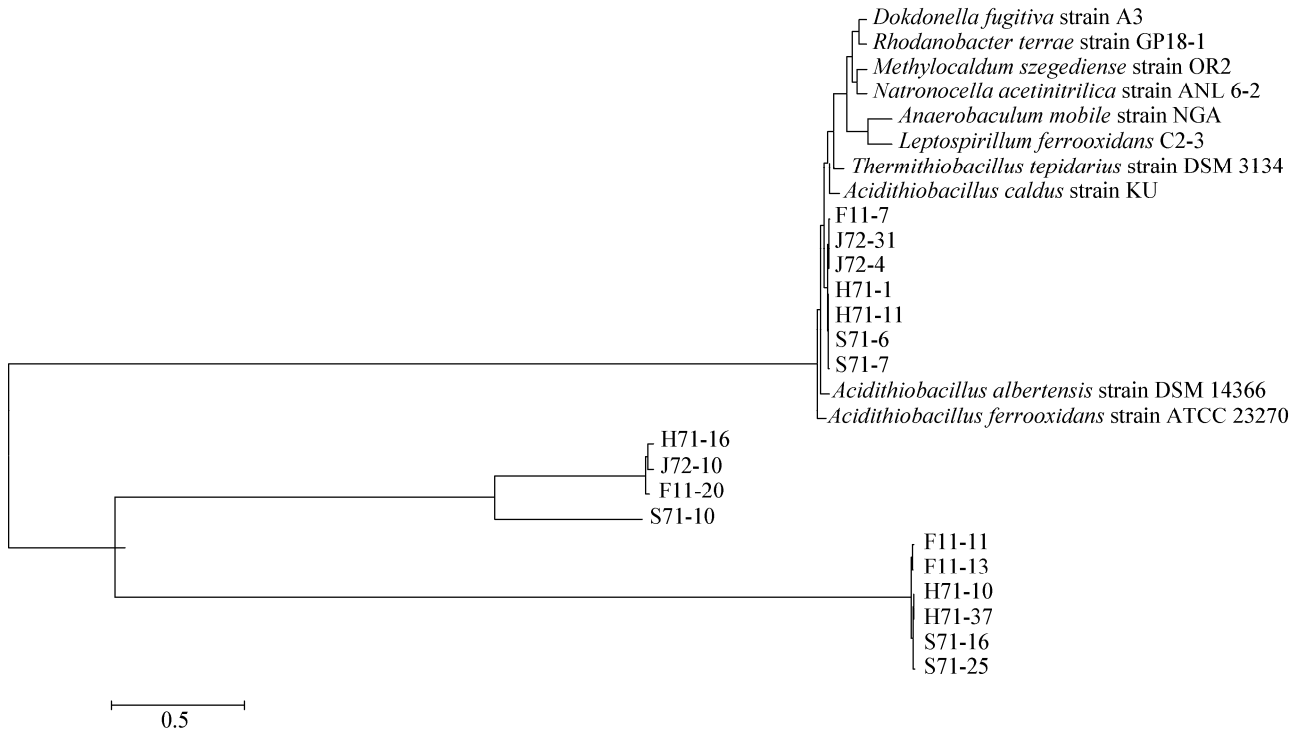 Dokdonella fugitiva strain A3
Rhodanobacter terrae strain GP18-1
Methylocaldum szegediense strain OR2
Natronocella acetinitrilica strain ANL 6-2
Anaerobaculum mobile strain NGA
Leptospirillum ferrooxidans C2-3
Thermithiobacillus tepidarius strain DSM 3134
Acidithiobacillus caldus strain KU
F11-7
J72-31
J72-4
H71-1
H71-11
S71-6
S71-7
Acidithiobacillus albertensis strain DSM 14366
Acidithiobacillus ferrooxidans strain ATCC 23270
H71-16
J72-10
F11-20
S71-10
F11-11
F11-13
H71-10
H71-37
S71-16
S71-25
0.5